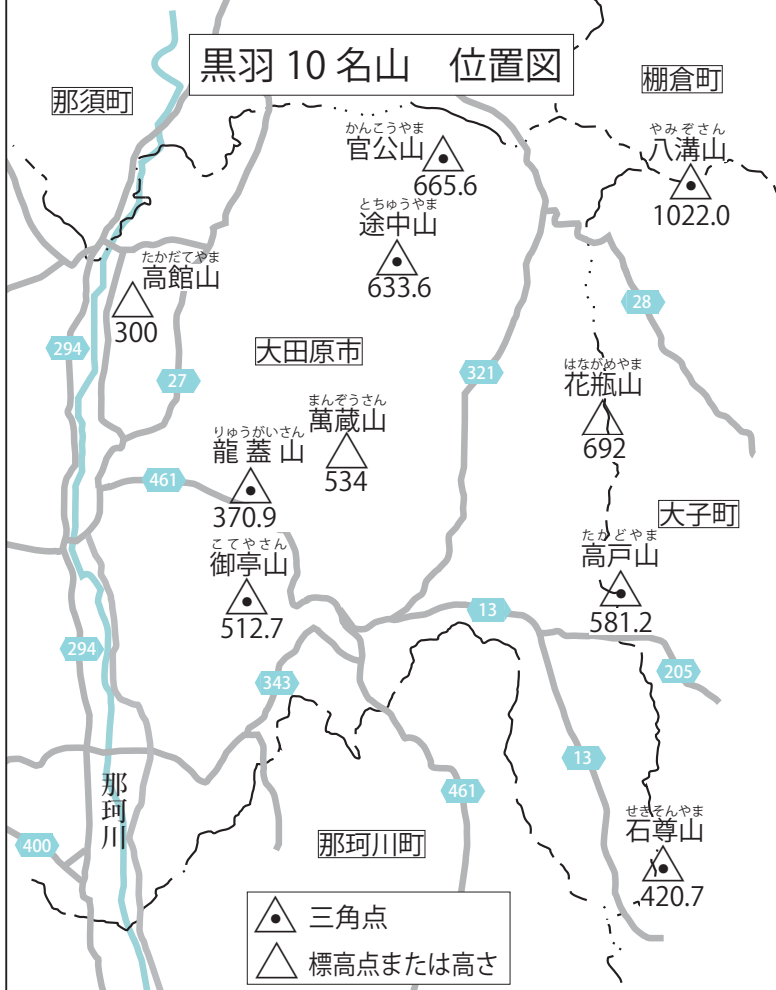 黒羽 10 名山　位置図
那須町
棚倉町
かんこうやま
官公山
665.6
やみぞさん
八溝山
1022.0
とちゅうやま
途中山
633.6
たかだてやま
高館山
300
28
294
大田原市
27
321
はながめやま
花瓶山
692
まんぞうさん
萬蔵山
534
りゅうがいさん
龍蓋山
370.9
461
大子町
こてやさん
御亭山
512.7
たかどやま
高戸山
581.2
13
294
343
205
13
那珂川
461
400
那珂川町
せきそんやま
石尊山
420.7
三角点
標高点または高さ